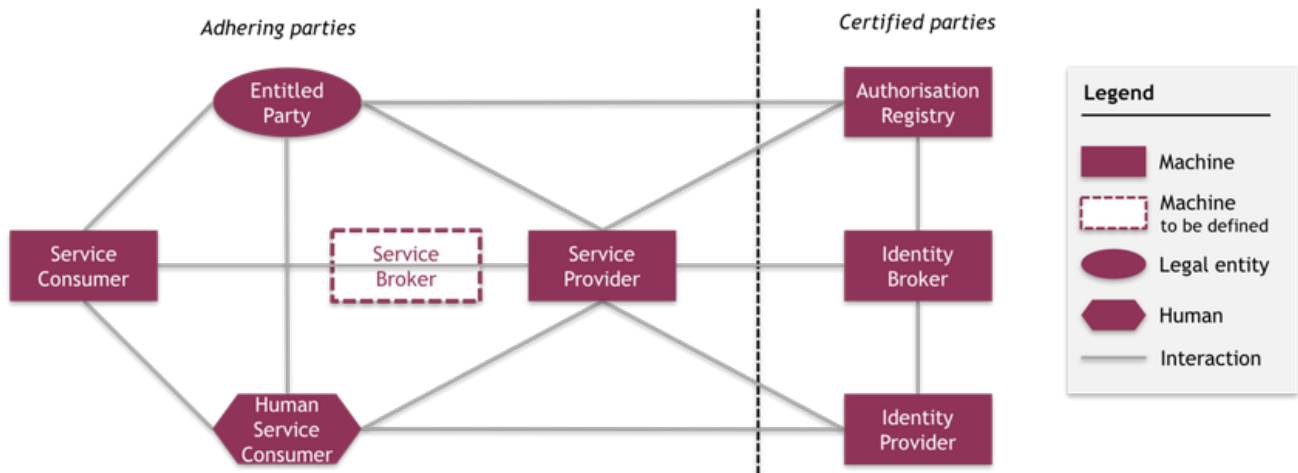 Adhering parties
Certified parties
Entitled
Party
Authorisation
Registry
Legend
Machine
Machine
to be defined
Legal entity
Human
Interaction
Service
Consumer
Service
Broker
Service
Provider
Identity
Broker
Human
Service
Consumer
Identity
Provider